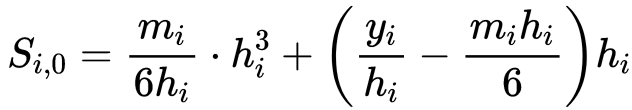 S_{i,0} = \frac{m_i}{6h_i} \cdot h_i^3 + \left( \frac{y_i}{h_i} - \frac{m_i h_i}{6} \right) h_i